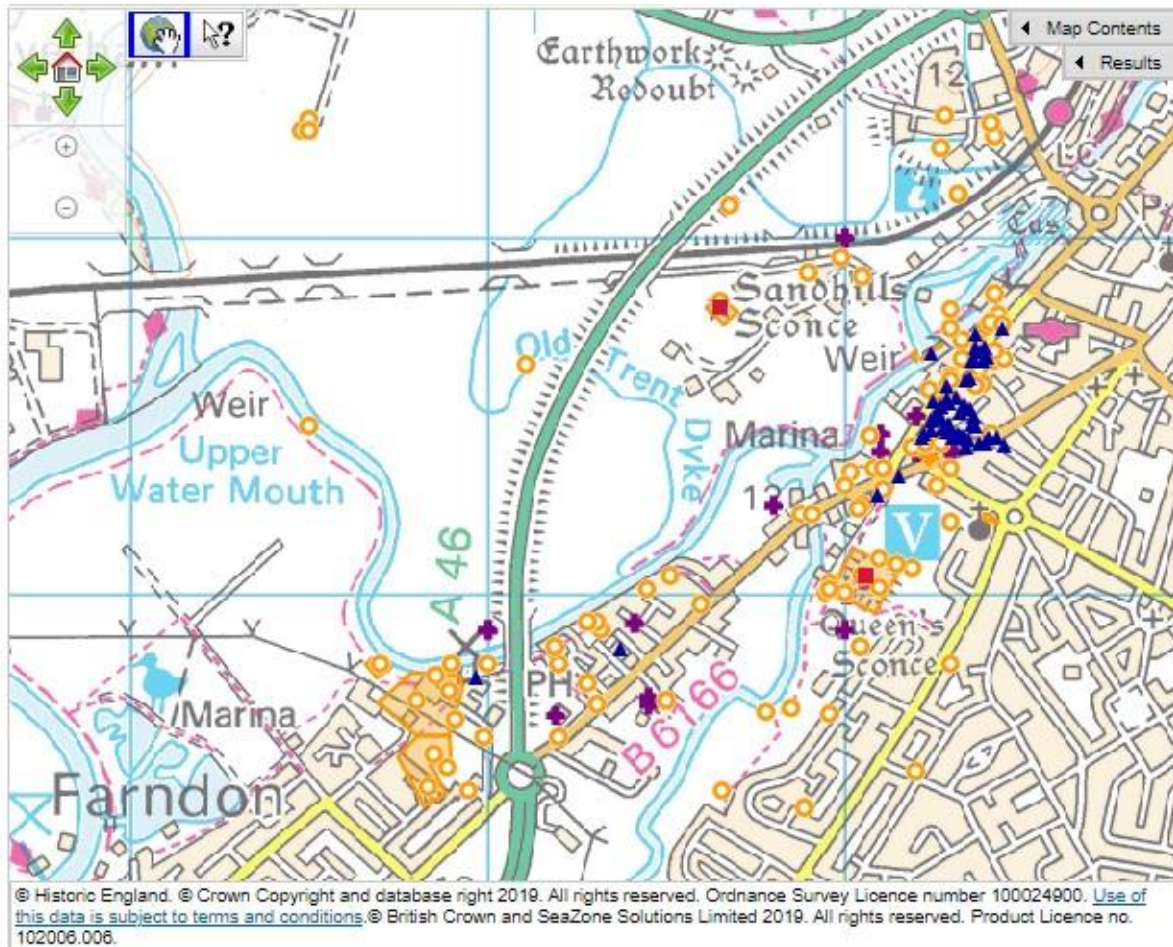 Map Contents
Results
Earthwork
Redoubt
12
LC
i
Cas
P
Sandhills
Sconce
Old Trent Dyke
Weir
Weir
Upper
Water Mouth
Marina
A 46
V
Queen's
Sconce
PH
B 6166
Marina
Farndon
© Historic England. © Crown Copyright and database right 2019. All rights reserved. Ordnance Survey Licence number 100024900. Use of
this data is subject to terms and conditions.© British Crown and SeaZone Solutions Limited 2019. All rights reserved. Product Licence no.
102006.006.